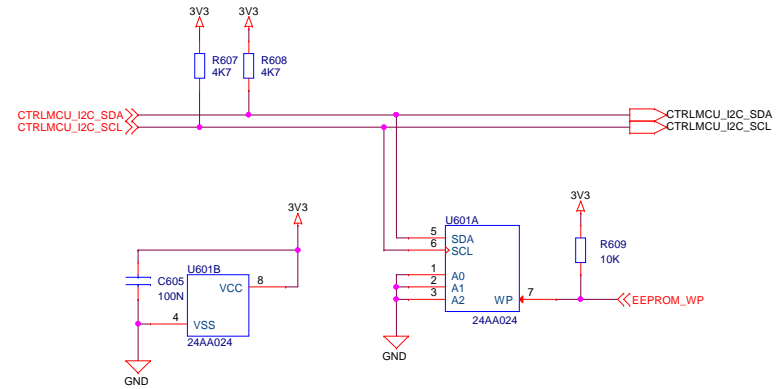 3V3 3V3
R607 R608
4K7 4K7
CTRLMCU_I2C_SDA CTRLMCU_I2C_SDA
CTRLMCU_I2C_SCL CTRLMCU_I2C_SCL
3V3 3V3
U601A
5 SDA
6 SCL
R609
10K
U601B
C605
100N
VCC 8
1 A0
2 A1
3 A2 WP 7 EEPROM_WP
4 VSS
24AA024 24AA024
GND
GND